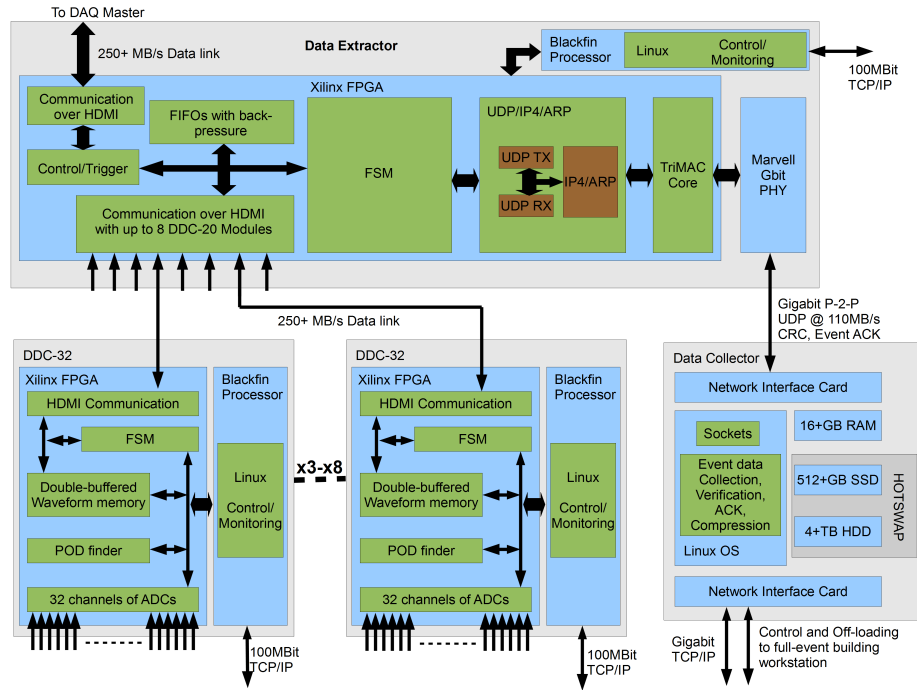 To DAQ Master
250+ MB/s Data link
Data Extractor
Blackfin
Processor
Linux
Control/
Monitoring
100MBit
TCP/IP
Xilinx FPGA
Communication
over HDMI
FIFOs with back-
pressure
Control/Trigger
Communication over HDMI
with up to 8 DDC-20 Modules
FSM
UDP/IP4/ARP
UDP TX
IP4/ARP
UDP RX
TriMAC
Core
Marvell
Gbit
PHY
250+ MB/s Data link
Gigabit P-2-P
UDP @ 110MB/s
CRC, Event ACK
DDC-32
Xilinx FPGA
Blackfin
Processor
HDMI Communication
FSM
Double-buffered
Waveform memory
Linux
Control/
Monitoring
POD finder
32 channels of ADCs
100MBit
TCP/IP
x3-x8
DDC-32
Xilinx FPGA
Blackfin
Processor
HDMI Communication
FSM
Double-buffered
Waveform memory
Linux
Control/
Monitoring
POD finder
32 channels of ADCs
100MBit
TCP/IP
Data Collector
Network Interface Card
Sockets
Event data
Collection,
Verification,
ACK,
Compression
Linux OS
16+GB RAM
512+GB SSD
4+TB HDD
HOTSWAP
Network Interface Card
Gigabit
TCP/IP
Control and Off-loading
to full-event building
workstation